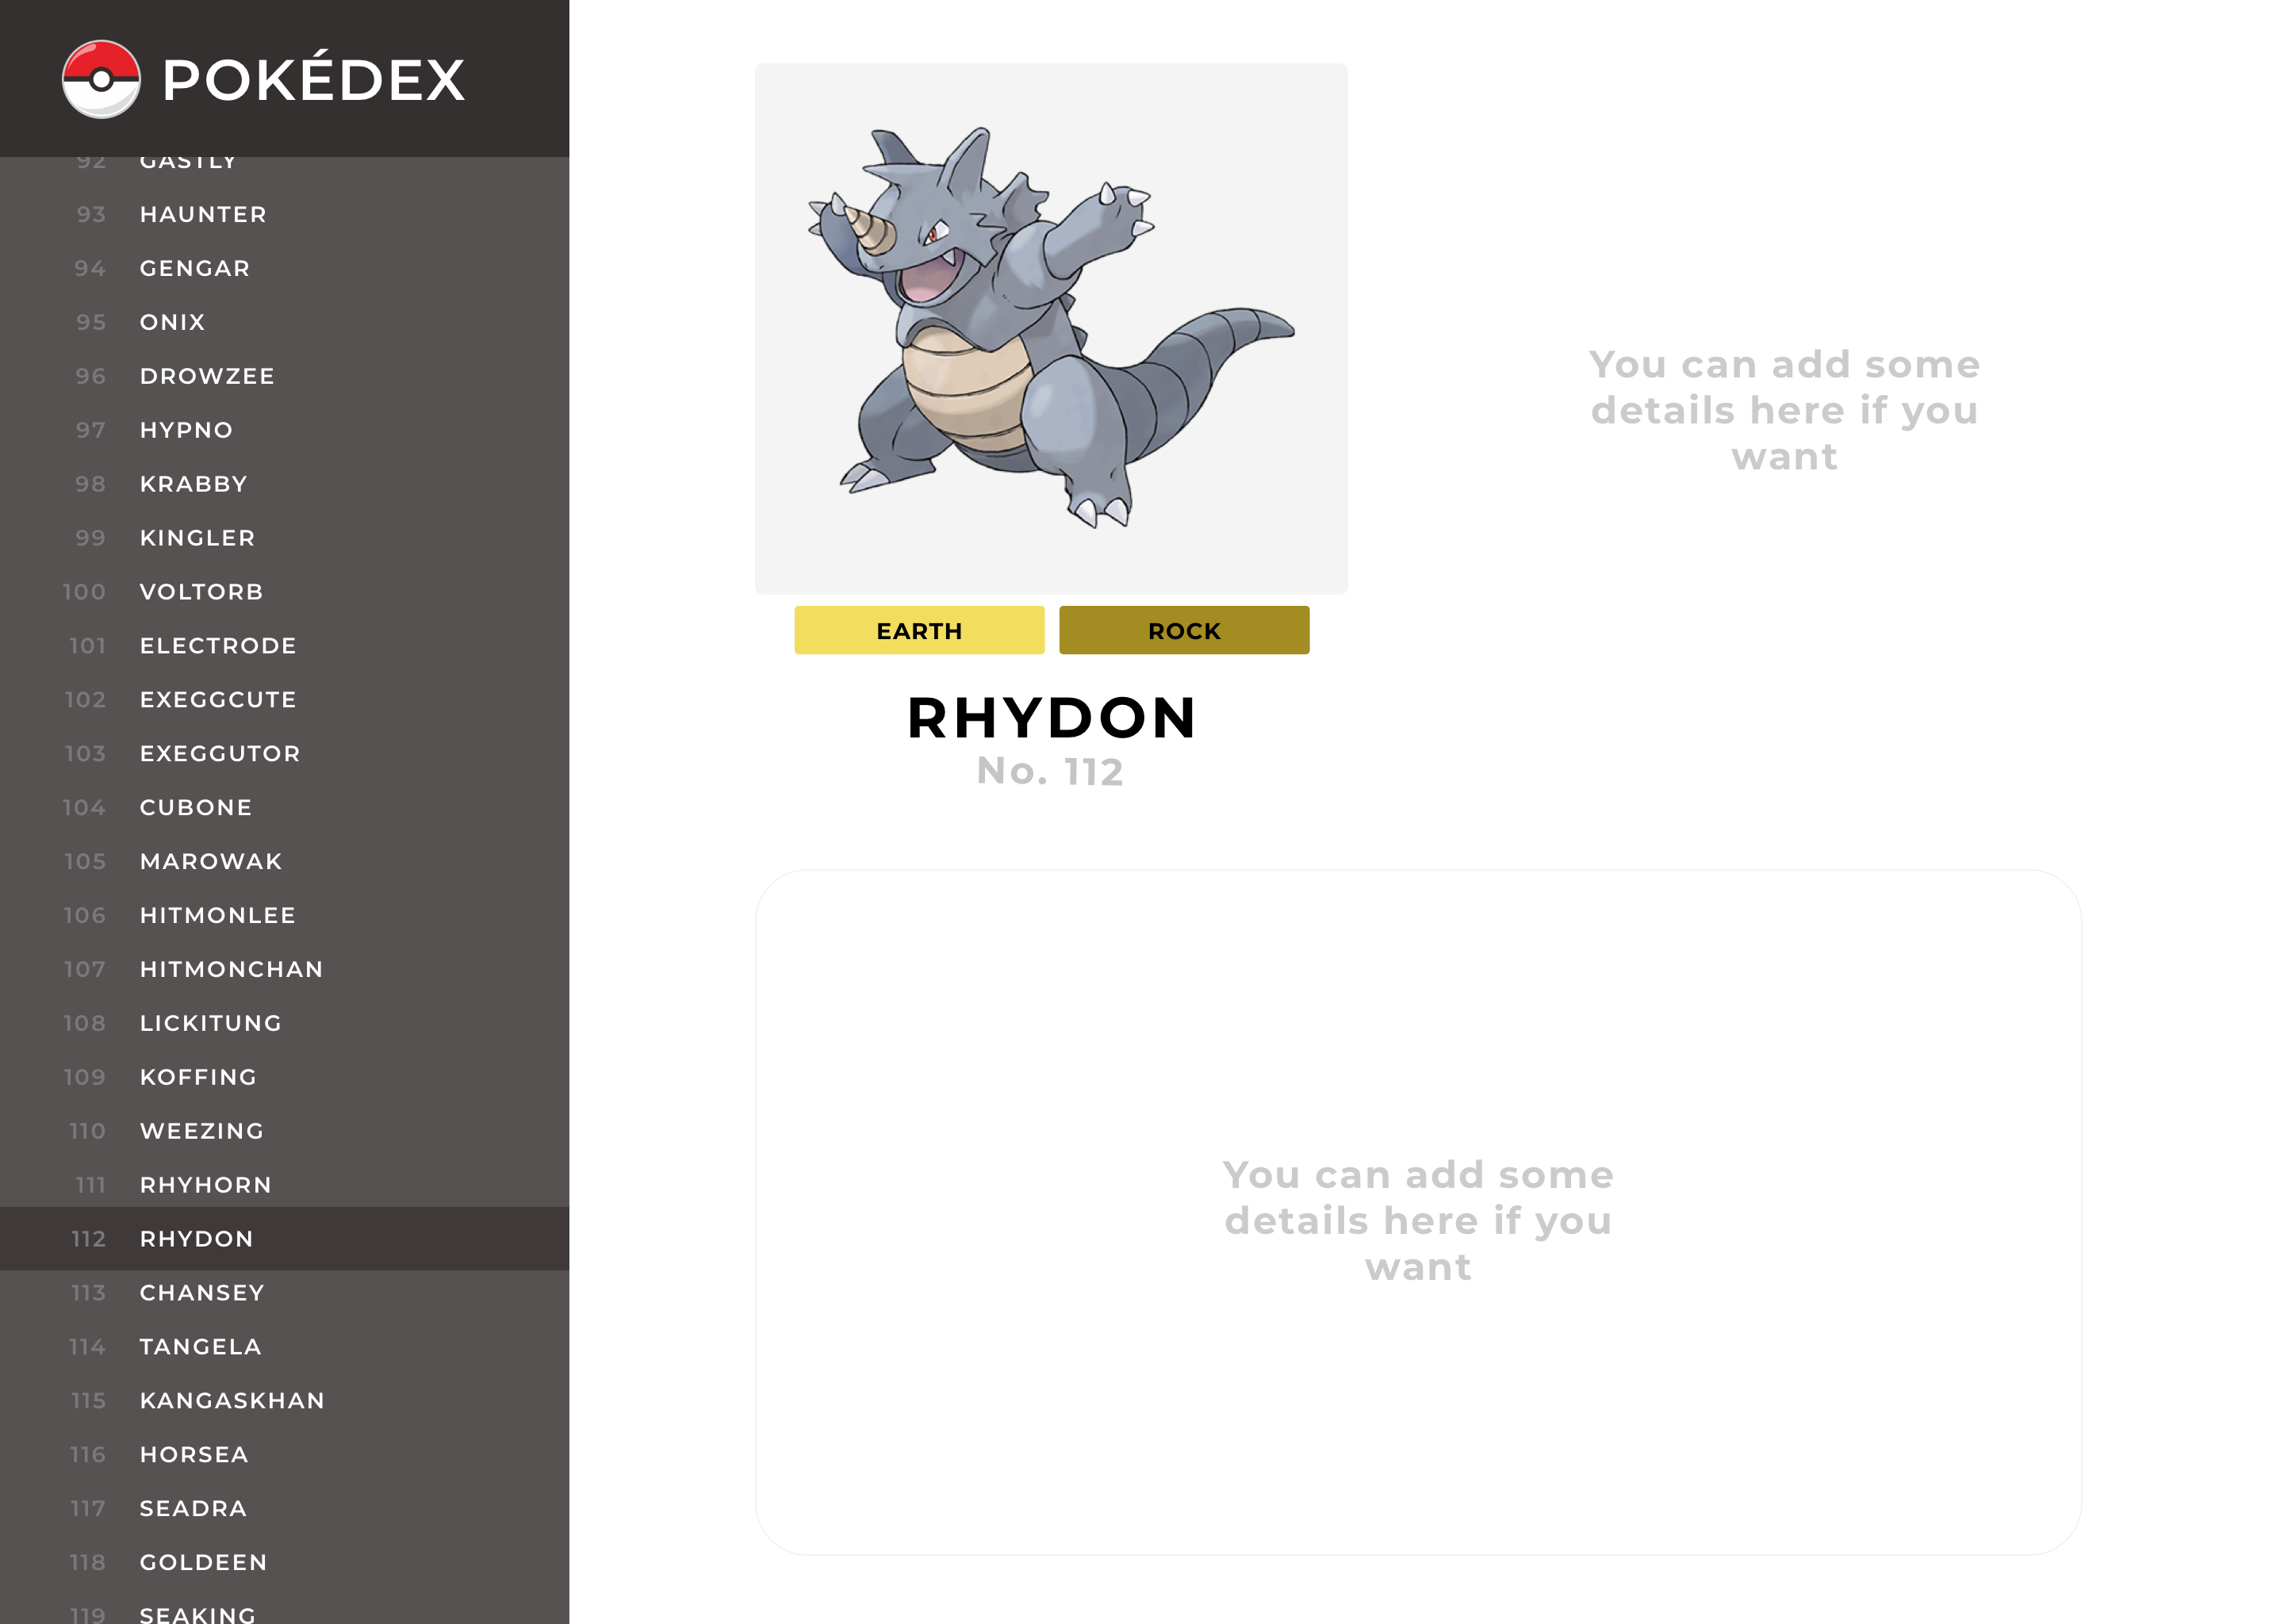 POKÉDEX
92 GASTLY
93 HAUNTER
94 GENGAR
95 ONIX
96 DROWZEE
97 HYPNO
98 KRABBY
99 KINGLER
100 VOLTORB
101 ELECTRODE
102 EXEGGCUTE
103 EXEGGUTOR
104 CUBONE
105 MAROWAK
106 HITMONLEE
107 HITMONCHAN
108 LICKITUNG
109 KOFFING
110 WEEZING
111 RHYHORN
112 RHYDON
113 CHANSEY
114 TANGELA
115 KANGASKHAN
116 HORSEA
117 SEADRA
118 GOLDEEN
119 SEAKING
EARTH ROCK
RHYDON
No. 112
You can add some
details here if you
want
You can add some
details here if you
want